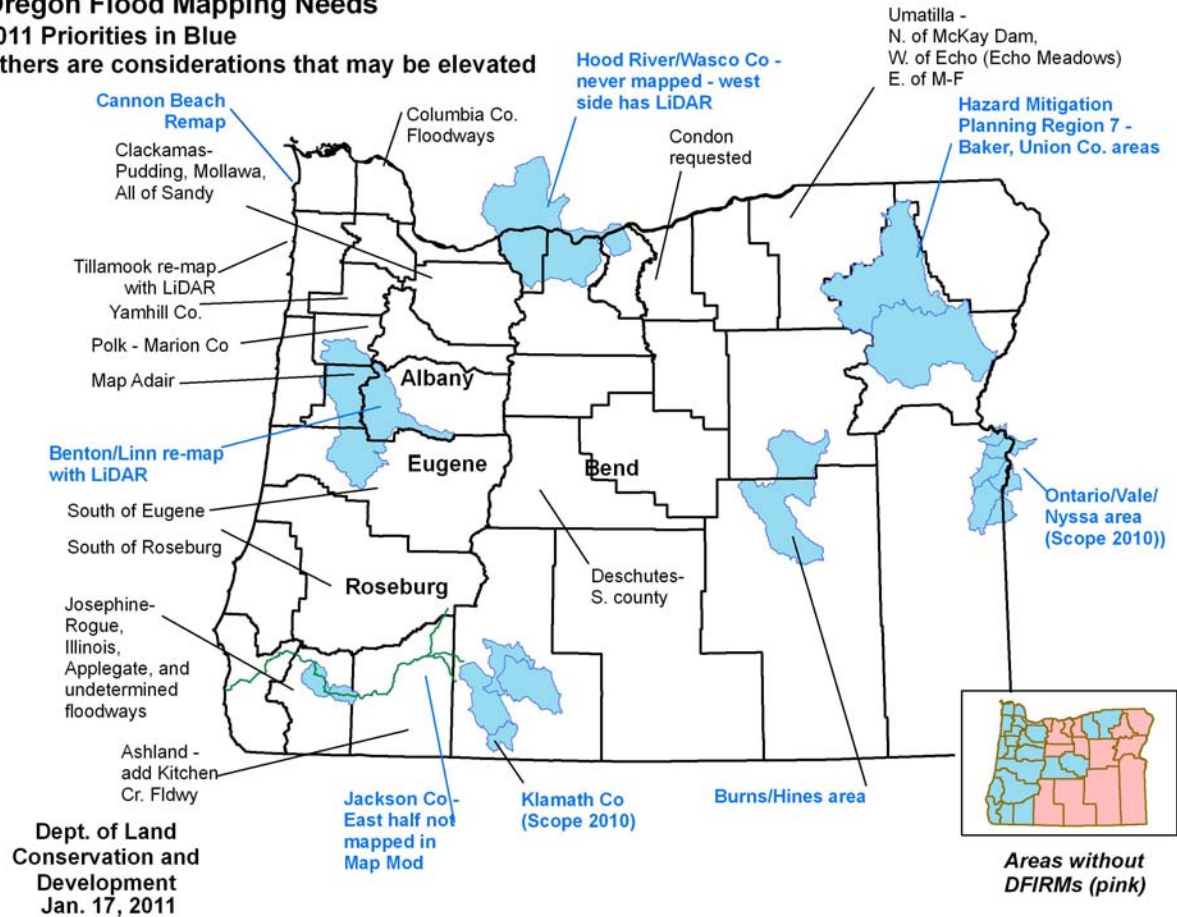 Oregon Flood Mapping Needs
2011 Priorities in Blue
Others are considerations that may be elevated
Umatilla -
N. of McKay Dam,
W. of Echo (Echo Meadows)
E. of M-F
Hood River/Wasco Co -
never mapped - west
side has LiDAR
Cannon Beach
Remap
Columbia Co.
Floodways
Hazard Mitigation
Planning Region 7 -
Baker, Union Co. areas
Condon
requested
Clackamas-
Pudding, Mollawa,
All of Sandy
Tillamook re-map
with LiDAR
Yamhill Co.
Polk - Marion Co
Map Adair
Albany
Benton/Linn re-map
with LiDAR
Eugene
Bend
South of Eugene
South of Roseburg
Ontario/Vale/
Nyssa area
(Scope 2010))
Roseburg
Deschutes-
S. county
Josephine-
Rogue,
Illinois,
Applegate, and
undetermined
floodways
Ashland -
add Kitchen
Cr. Fldwy
Jackson Co -
East half not
mapped in
Map Mod
Klamath Co
(Scope 2010)
Burns/Hines area
Dept. of Land
Conservation and
Development
Jan. 17, 2011
Areas without
DFIRMs (pink)